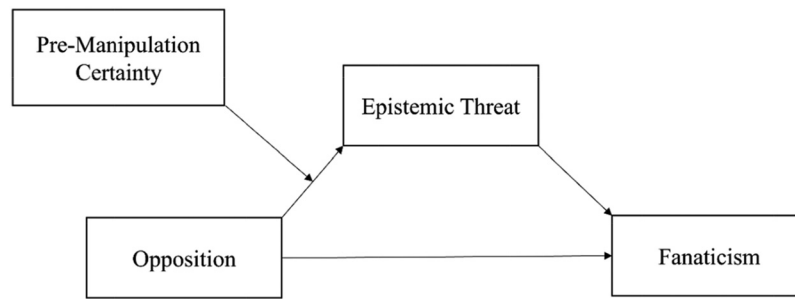 Pre-Manipulation
Certainty
Epistemic Threat
Opposition
Fanaticism